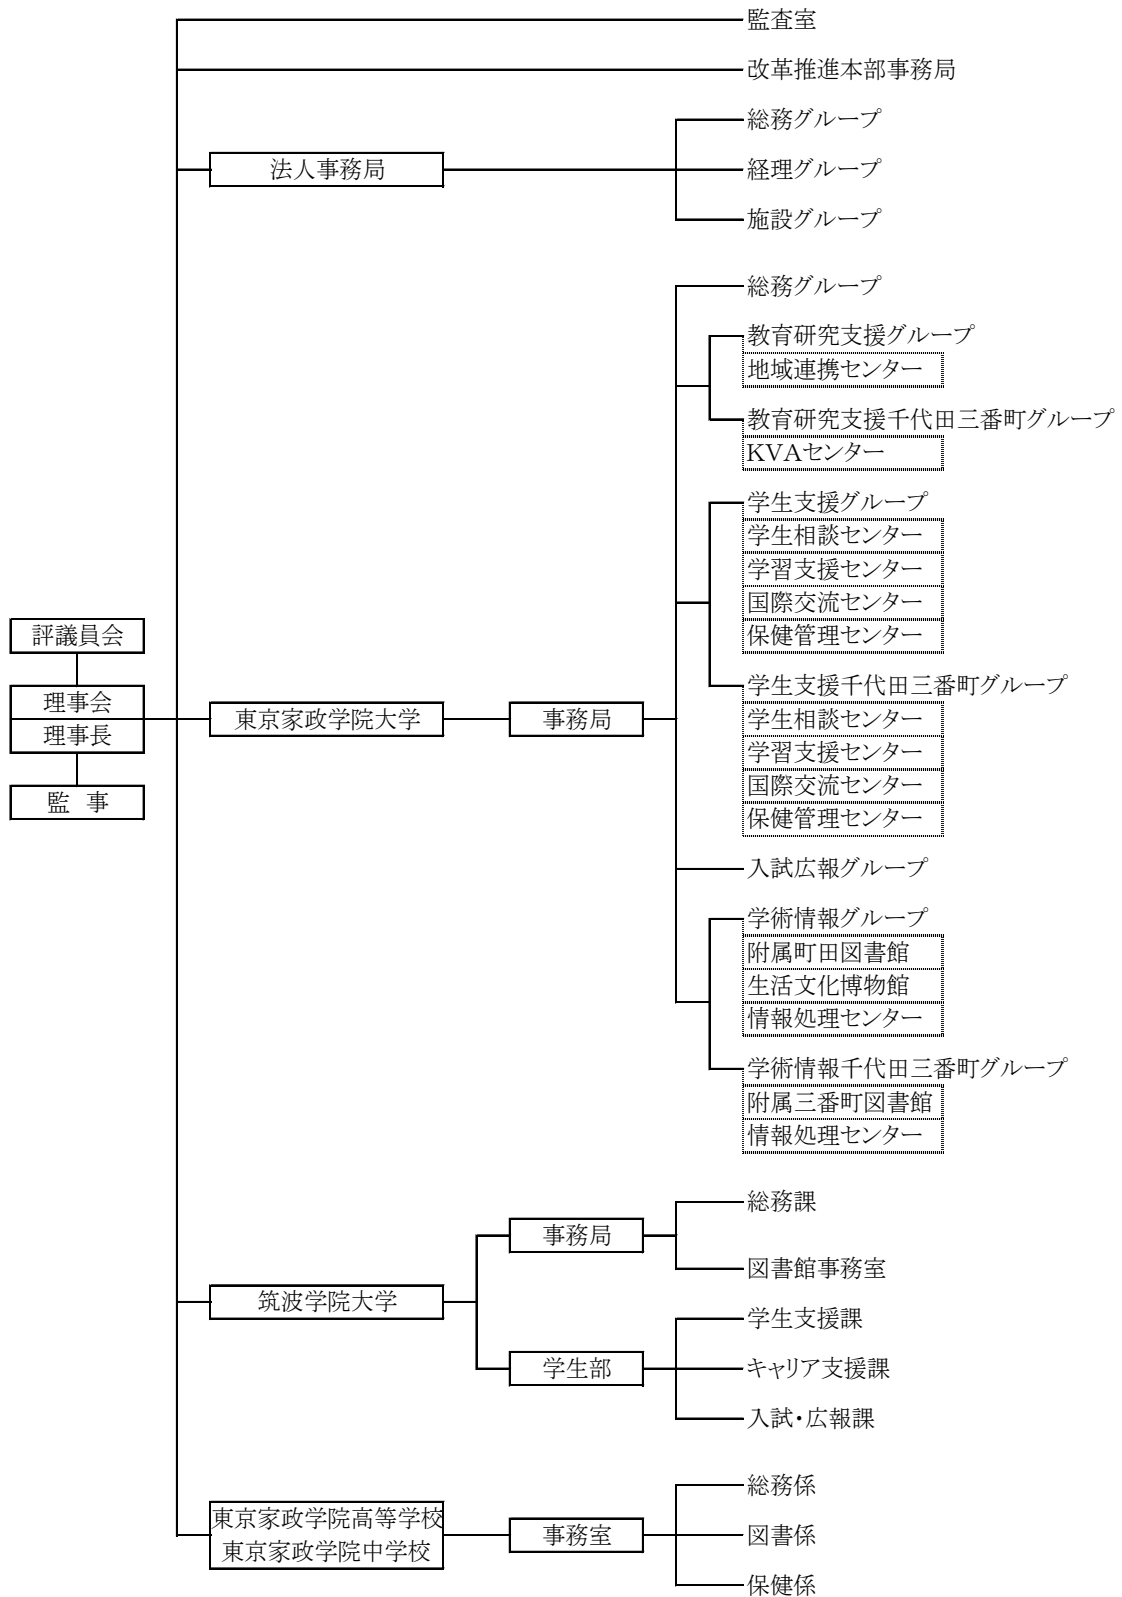 監査室
改革推進本部事務局
総務グループ
法人事務局
経理グループ
施設グループ
総務グループ
教育研究支援グループ
地域連携センター
教育研究支援千代田三番町グループ
KVAセンター
学生支援グループ
学生相談センター
学習支援センター
国際交流センター
保健管理センター
評議員会
理事会
理事長
監 事
東京家政学院大学
事務局
学生支援千代田三番町グループ
学生相談センター
学習支援センター
国際交流センター
保健管理センター
入試広報グループ
学術情報グループ
附属町田図書館
生活文化博物館
情報処理センター
学術情報千代田三番町グループ
附属三番町図書館
情報処理センター
筑波学院大学
事務局
総務課
図書館事務室
学生部
学生支援課
キャリア支援課
入試・広報課
東京家政学院高等学校
東京家政学院中学校
事務室
総務係
図書係
保健係